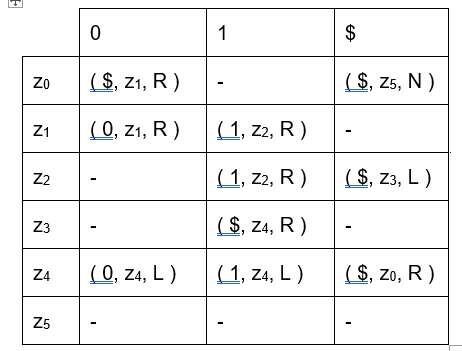 0 1 $
z0 ( $, z1, R ) - ( $, z5, N )
z1 ( 0, z1, R ) ( 1, z2, R ) -
z2 - ( 1, z2, R ) ( $, z3, L )
z3 - ( $, z4, R ) -
z4 ( 0, z4, L ) ( 1, z4, L ) ( $, z0, R )
z5 - - -